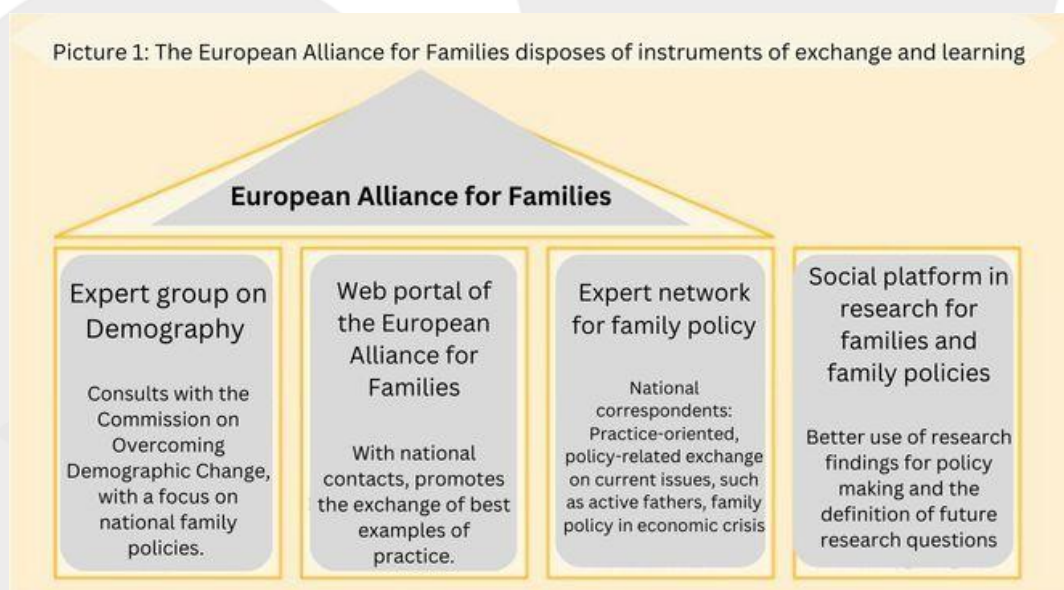 Picture 1: The European Alliance for Families disposes of instruments of exchange and learning
European Alliance for Families
Expert group on
Demography
Consults with the
Commission on
Overcoming
Demographic Change,
with a focus on
national family
policies.
Web portal of
the European
Alliance for
Families
With national
contacts, promotes
the exchange of best
examples of
practice.
Expert network
for family policy
National
correspondents:
Practice-oriented,
policy-related exchange
on current issues, such
as active fathers, family
policy in economic crisis
Social platform in
research for
families and
family policies
Better use of research
findings for policy
making and the
definition of future
research questions